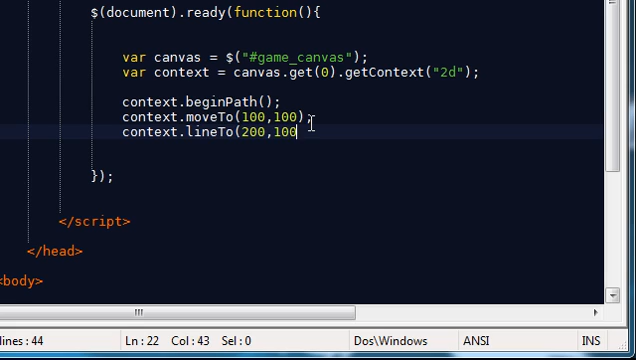 $(document).ready(function(){
var canvas = $("#game_canvas");
var context = canvas.get(0).getContext("2d");
context.beginPath();
context.moveTo(100,100);
context.lineTo(200,100
});
</script>
</head>
<body>
lines: 44 Ln : 22 Col : 43 Sel : 0 Dos\Windows ANSI INS